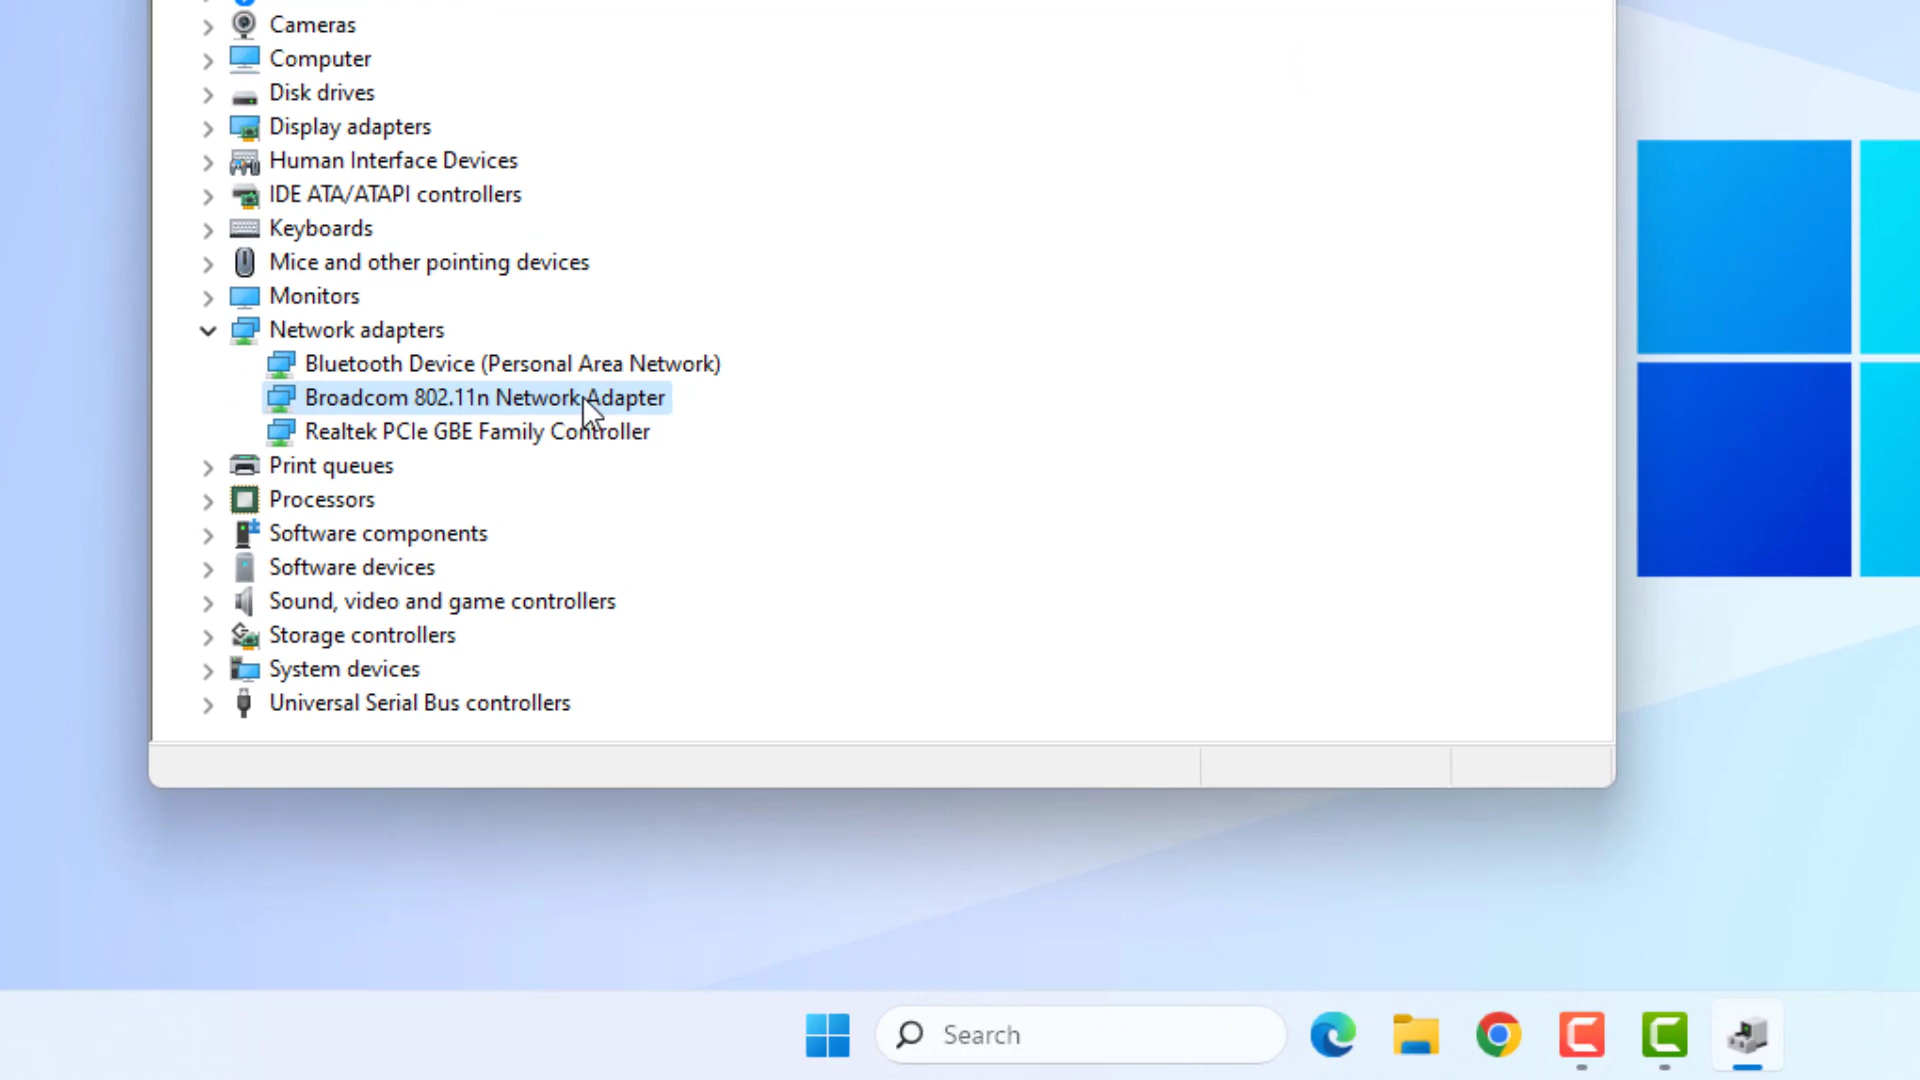 Cameras
Computer
Disk drives
Display adapters
Human Interface Devices
IDE ATA/ATAPI controllers
Keyboards
Mice and other pointing devices
Monitors
Network adapters
Bluetooth Device (Personal Area Network)
Broadcom 802.11n Network Adapter
Realtek PCIe GBE Family Controller
Print queues
Processors
Software components
Software devices
Sound, video and game controllers
Storage controllers
System devices
Universal Serial Bus controllers
Search